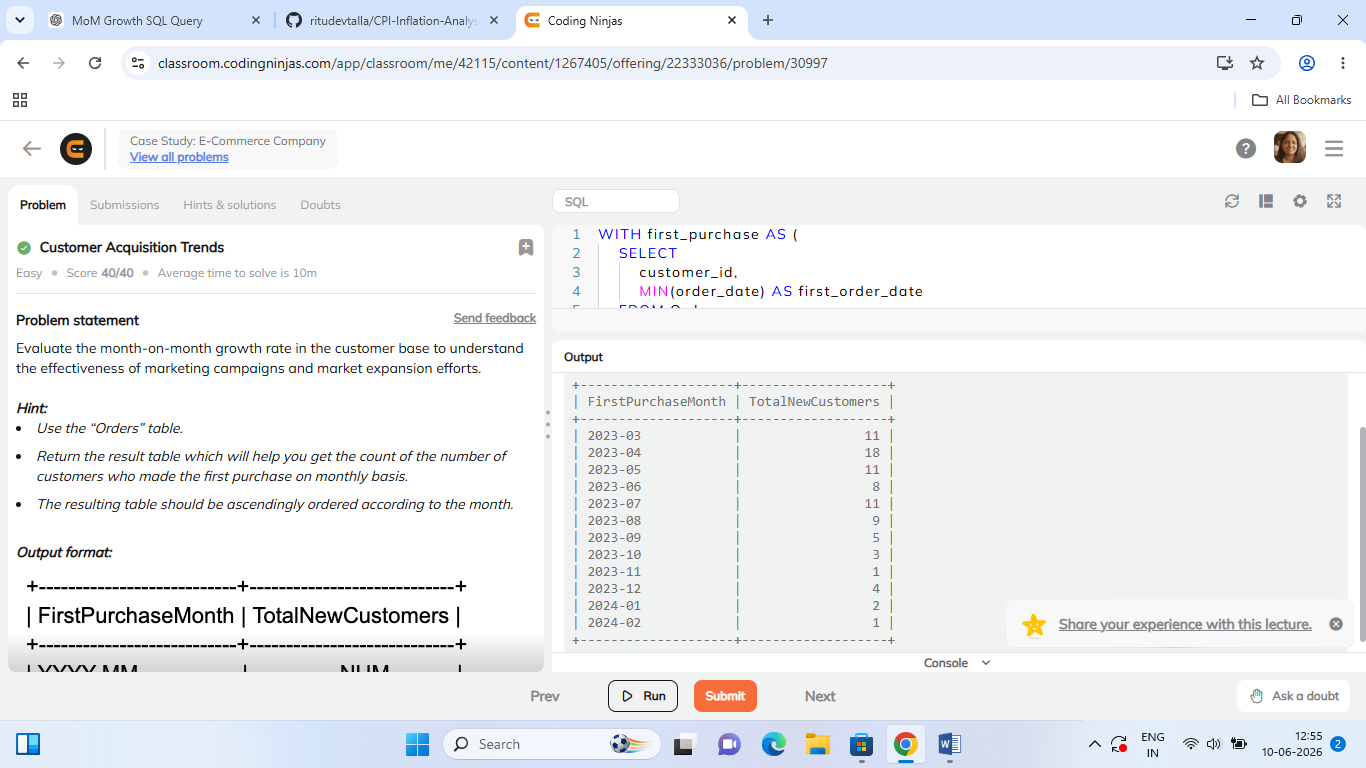 MoM Growth SQL Query
ritudevtalla/CPI-Inflation-Analys
Coding Ninjas
classroom.codingninjas.com/app/classroom/me/42115/content/1267405/offering/22333036/problem/30997
All Bookmarks
Case Study: E-Commerce Company
View all problems
Problem
Submissions
Hints & solutions
Doubts
Customer Acquisition Trends
Easy
Score 40/40
Average time to solve is 10m
Problem statement
Send feedback
Evaluate the month-on-month growth rate in the customer base to understand
the effectiveness of marketing campaigns and market expansion efforts.
Hint:
Use the “Orders” table.
Return the result table which will help you get the count of the number of
customers who made the first purchase on monthly basis.
The resulting table should be ascendingly ordered according to the month.
Output format:
+---------------------------+---------------------------+
| FirstPurchaseMonth | TotalNewCustomers |
+---------------------------+---------------------------+
| YYYY-MM | NUM |
SQL
1 WITH first_purchase AS (
2 SELECT
3 customer_id,
4 MIN(order_date) AS first_order_date
5 FROM Orders
Output
+--------------------+-------------------+
| FirstPurchaseMonth | TotalNewCustomers |
+--------------------+-------------------+
| 2023-03 | 11 |
| 2023-04 | 18 |
| 2023-05 | 11 |
| 2023-06 | 8 |
| 2023-07 | 11 |
| 2023-08 | 9 |
| 2023-09 | 5 |
| 2023-10 | 3 |
| 2023-11 | 1 |
| 2023-12 | 4 |
| 2024-01 | 2 |
| 2024-02 | 1 |
+--------------------+-------------------+
Share your experience with this lecture.
Console
Prev
Run
Submit
Next
Ask a doubt
Search
ENG
IN
12:55
10-06-2026
2